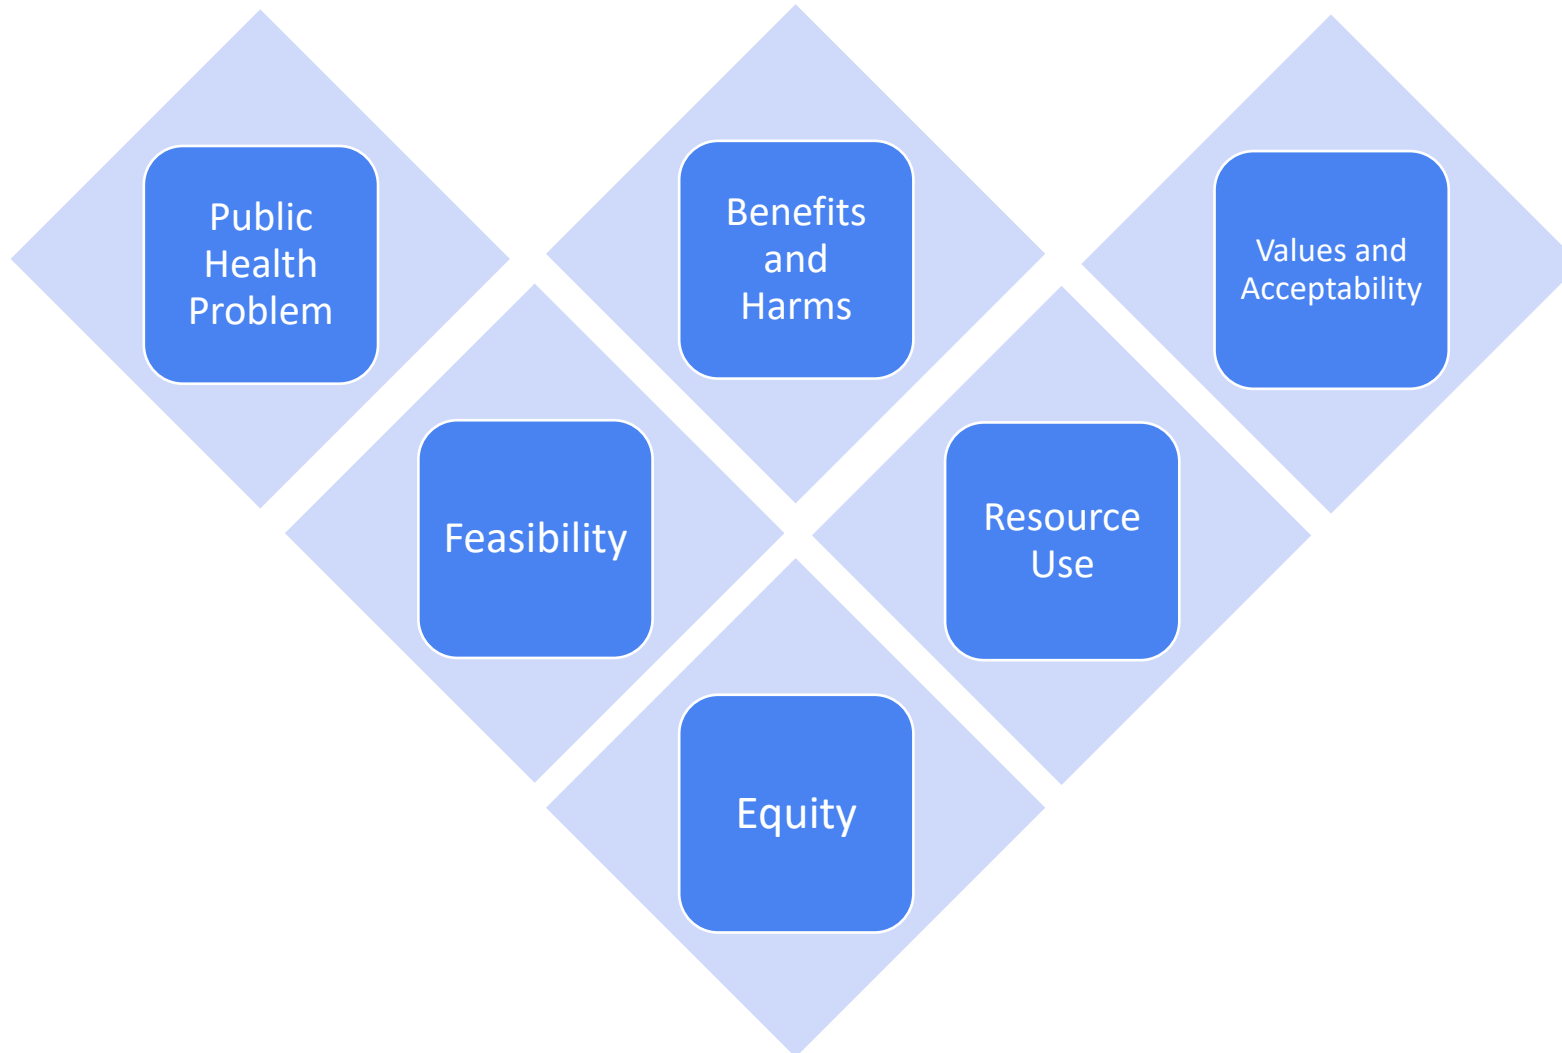 Public
Health
Problem
Benefits
and
Harms
Values and
Acceptability
Feasibility
Resource
Use
Equity